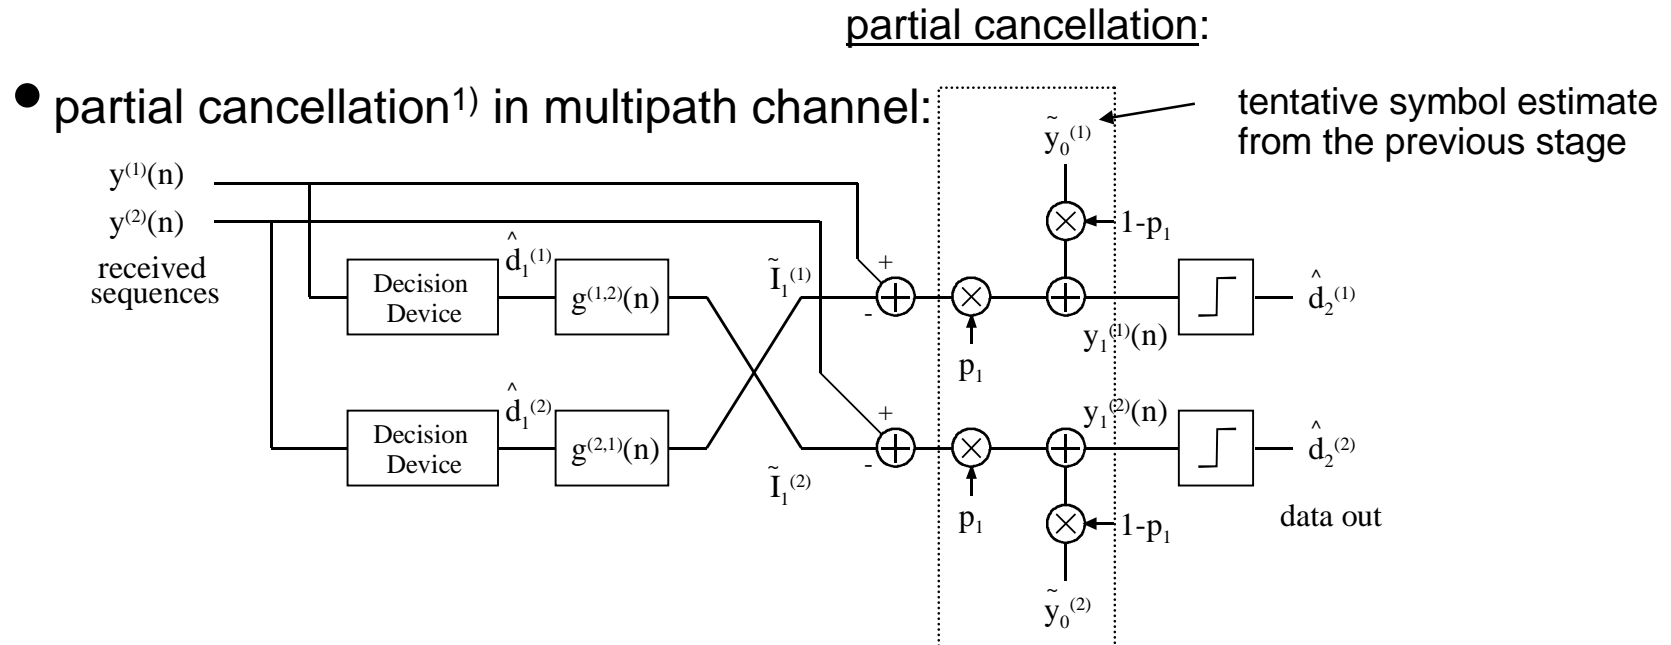 partial cancellation:
• partial cancellation¹⁾ in multipath channel:
tentative symbol estimate
from the previous stage
ỹ₀⁽¹⁾
y⁽¹⁾(n)
y⁽²⁾(n)
1-p₁
received
sequences
Decision
Device
d̂₁⁽¹⁾
g⁽¹,²⁾(n)
Ĩ₁⁽¹⁾
+
-
p₁
y₁⁽¹⁾(n)
d̂₂⁽¹⁾
Decision
Device
d̂₁⁽²⁾
g⁽²,¹⁾(n)
Ĩ₁⁽²⁾
+
-
p₁
y₁⁽²⁾(n)
d̂₂⁽²⁾
1-p₁
data out
ỹ₀⁽²⁾